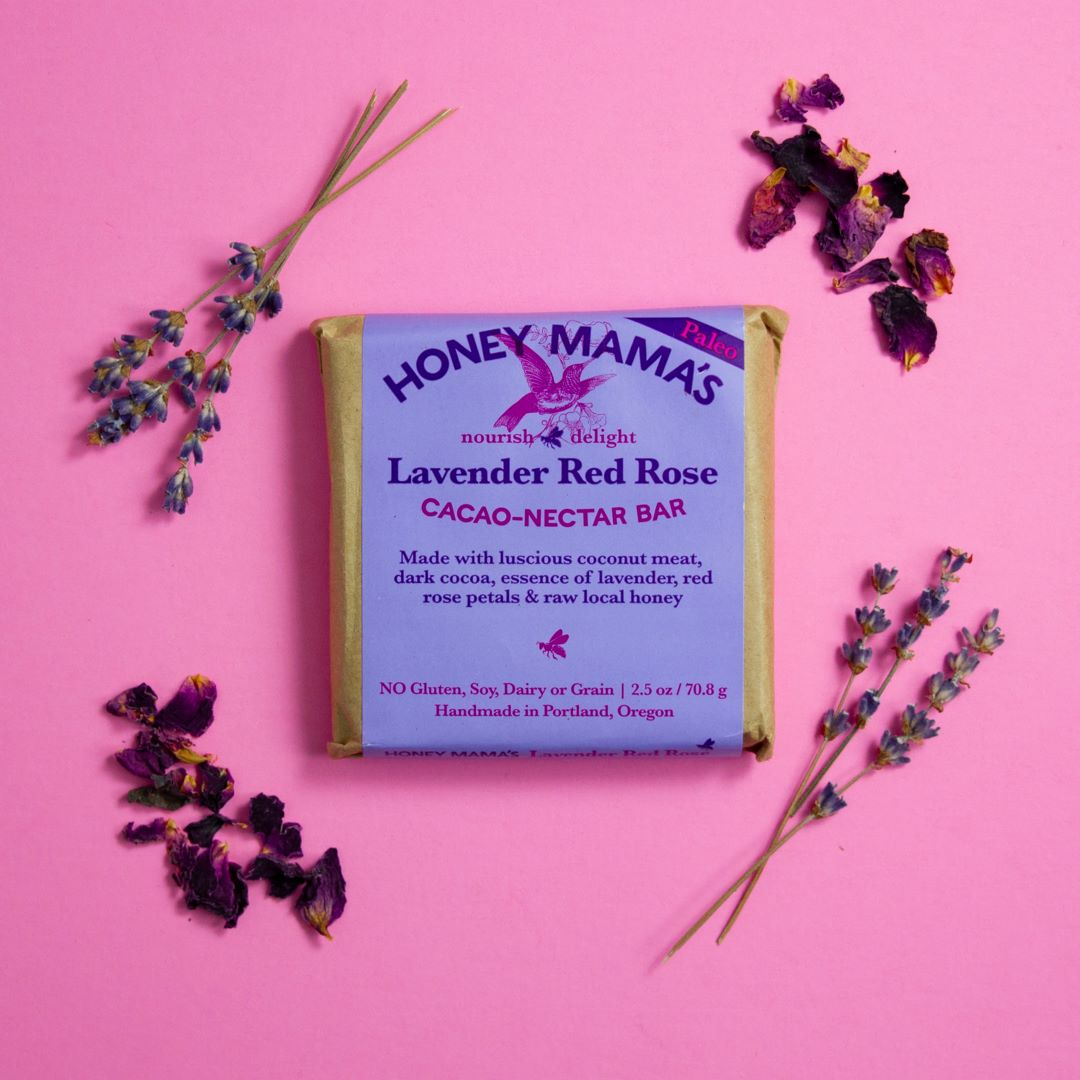 Paleo
HONEY MAMA'S
nourish delight
Lavender Red Rose
CACAO-NECTAR BAR
Made with luscious coconut meat,
dark cocoa, essence of lavender, red
rose petals & raw local honey
NO Gluten, Soy, Dairy or Grain | 2.5 oz / 70.8 g
Handmade in Portland, Oregon
HONEY MAMA'S Lavender Red Rose